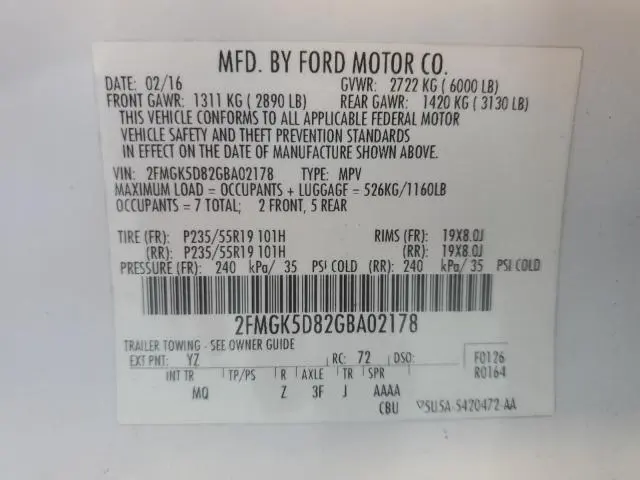 MFD. BY FORD MOTOR CO.
DATE: 02/16 GVWR: 2722 KG ( 6000 LB)
FRONT GAWR: 1311 KG ( 2890 LB) REAR GAWR: 1420 KG ( 3130 LB)
THIS VEHICLE CONFORMS TO ALL APPLICABLE FEDERAL MOTOR
VEHICLE SAFETY AND THEFT PREVENTION STANDARDS
IN EFFECT ON THE DATE OF MANUFACTURE SHOWN ABOVE.
VIN: 2FMGK5D82GBA02178 TYPE: MPV
MAXIMUM LOAD = OCCUPANTS + LUGGAGE = 526KG/1160LB
OCCUPANTS = 7 TOTAL; 2 FRONT, 5 REAR
TIRE (FR): P235/55R19 101H RIMS (FR): 19X8.0J
(RR): P235/55R19 101H (RR): 19X8.0J
PRESSURE (FR): 240 kPa/ 35 PSI COLD (RR): 240 kPa/ 35 PSI COLD
2FMGK5D82GBA02178
TRAILER TOWING - SEE OWNER GUIDE
EXT PNT: YZ RC: 72 DSO: F0126
R0164
INT TR TP/PS R AXLE TR SPR
MQ Z 3F J AAAA
CBU 5U5A-5420472-AA